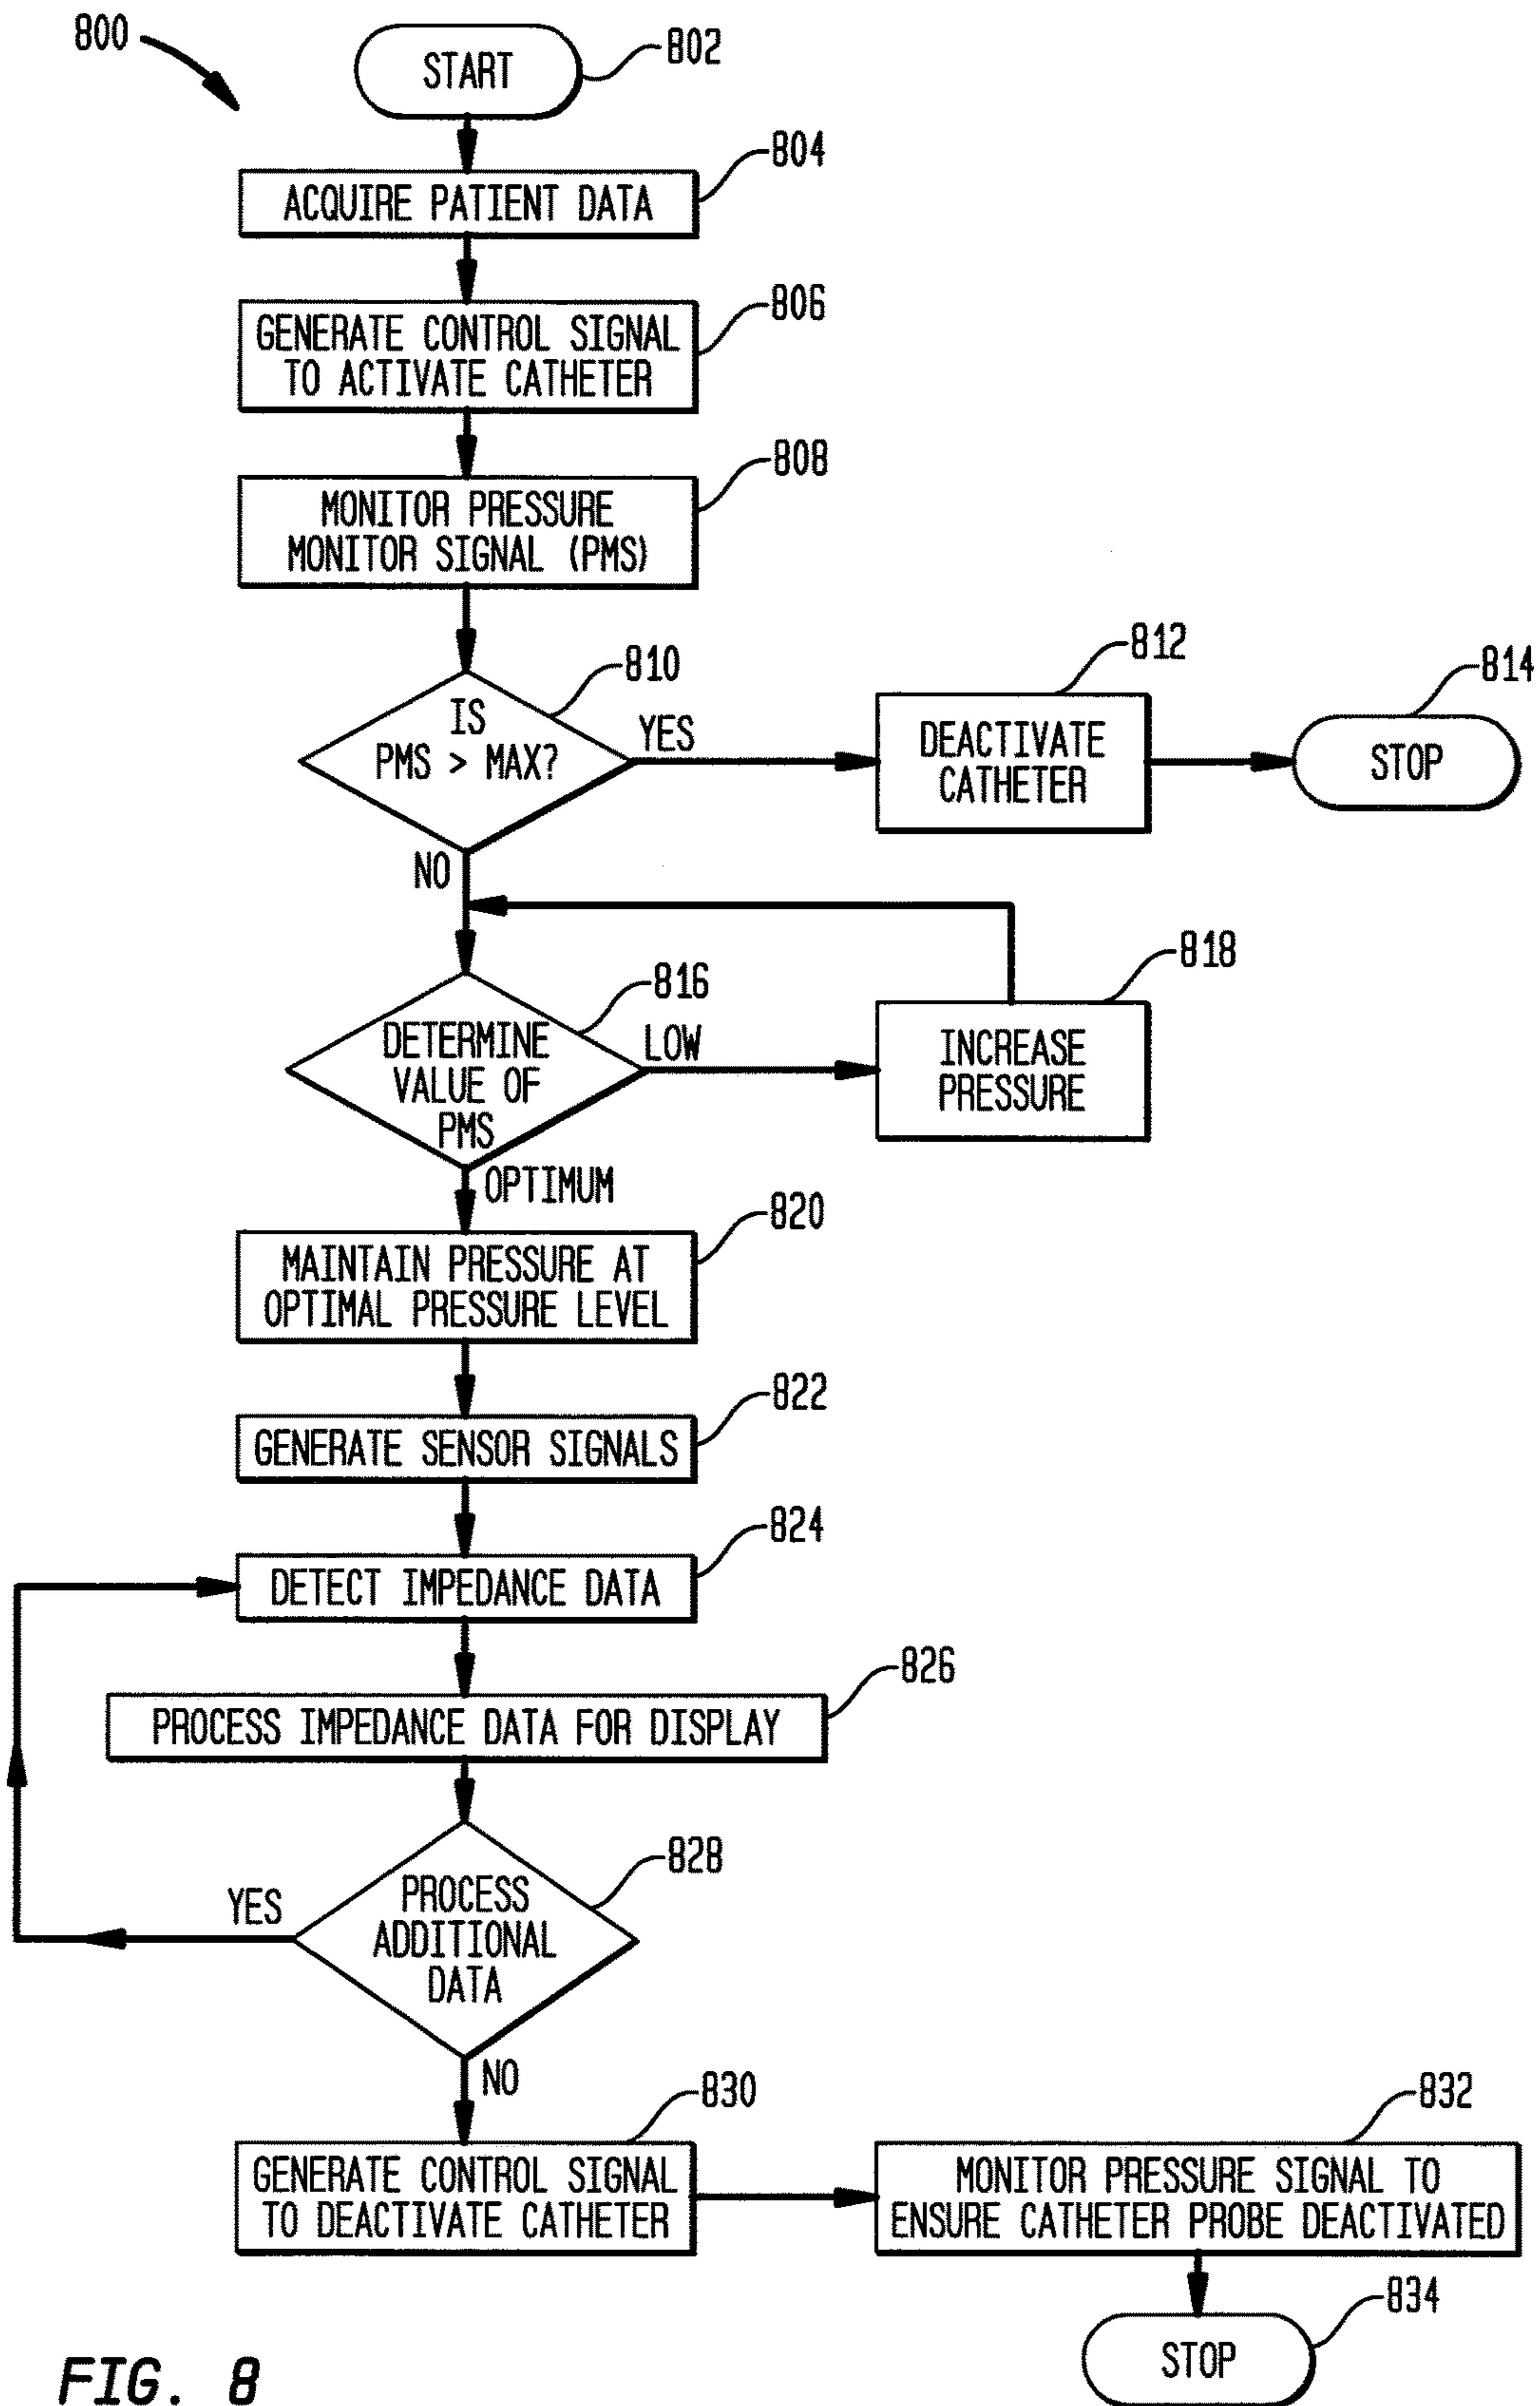 800
START
802
804
ACQUIRE PATIENT DATA
806
GENERATE CONTROL SIGNAL
TO ACTIVATE CATHETER
808
MONITOR PRESSURE
MONITOR SIGNAL (PMS)
810
IS
PMS > MAX?
YES
NO
812
DEACTIVATE
CATHETER
814
STOP
816
DETERMINE
VALUE OF
PMS
LOW
OPTIMUM
818
INCREASE
PRESSURE
820
MAINTAIN PRESSURE AT
OPTIMAL PRESSURE LEVEL
822
GENERATE SENSOR SIGNALS
824
DETECT IMPEDANCE DATA
826
PROCESS IMPEDANCE DATA FOR DISPLAY
828
PROCESS
ADDITIONAL
DATA
YES
NO
830
GENERATE CONTROL SIGNAL
TO DEACTIVATE CATHETER
832
MONITOR PRESSURE SIGNAL TO
ENSURE CATHETER PROBE DEACTIVATED
834
STOP
FIG. 8